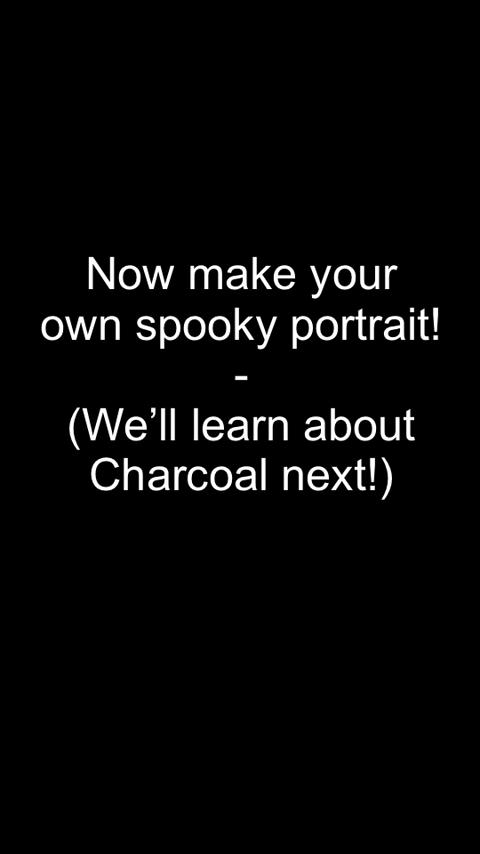 Now make your
own spooky portrait!
-
(We’ll learn about
Charcoal next!)